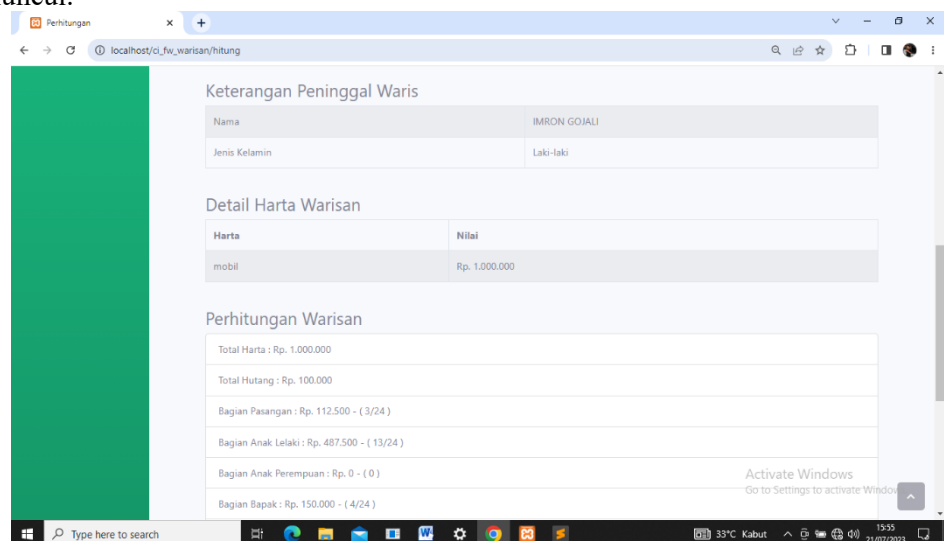 Perhitungan
localhost/ci_fw_warisan/hitung
Keterangan Peninggal Waris
Nama IMRON GOJALI
Jenis Kelamin Laki-laki
Detail Harta Warisan
Harta Nilai
mobil Rp. 1.000.000
Perhitungan Warisan
Total Harta : Rp. 1.000.000
Total Hutang : Rp. 100.000
Bagian Pasangan : Rp. 112.500 - ( 3/24 )
Bagian Anak Lelaki : Rp. 487.500 - ( 13/24 )
Bagian Anak Perempuan : Rp. 0 - ( 0 )
Bagian Bapak : Rp. 150.000 - ( 4/24 )
Activate Windows
Go to Settings to activate Window
Type here to search
33°C Kabut
15:55
21/07/2023